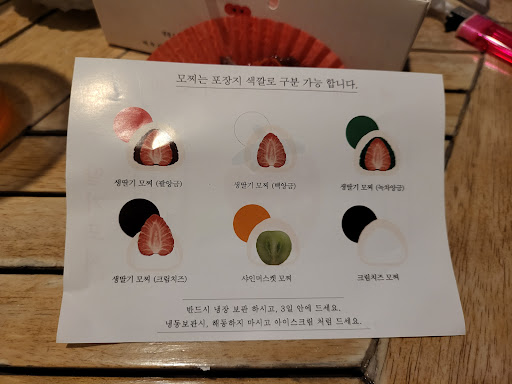 모찌는 포장지 색깔로 구분 가능 합니다.
생딸기 모찌 (팥앙금)
생딸기 모찌 (백앙금)
생딸기 모찌 (녹차앙금)
생딸기 모찌 (크림치즈)
샤인머스켓 모찌
크림치즈 모찌
반드시 냉장 보관 하시고, 3일 안에 드세요.
냉동보관시, 해동하지 마시고 아이스크림 처럼 드세요.